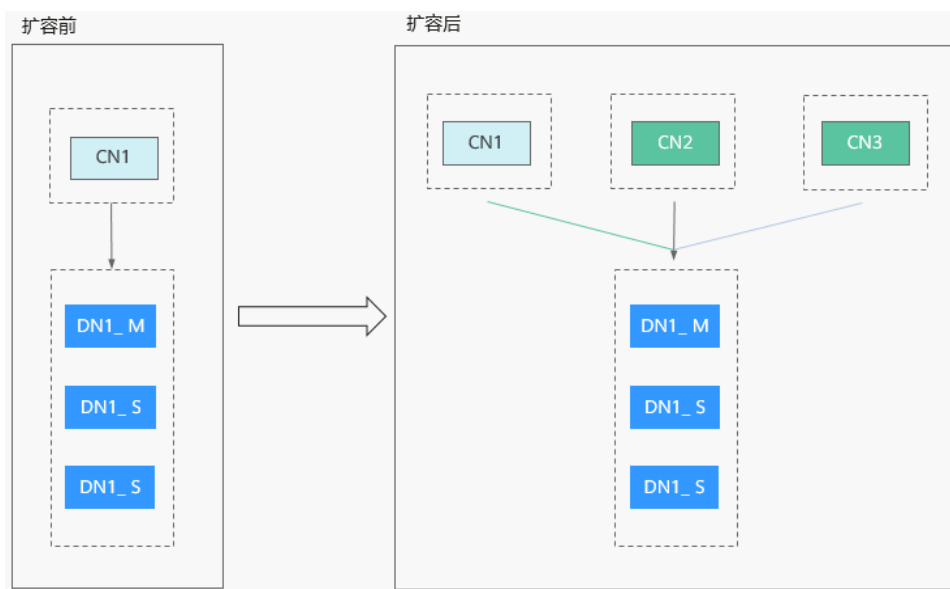 扩容前
CN1
DN1_ M
DN1_ S
DN1_ S
扩容后
CN1
CN2
CN3
DN1_ M
DN1_ S
DN1_ S